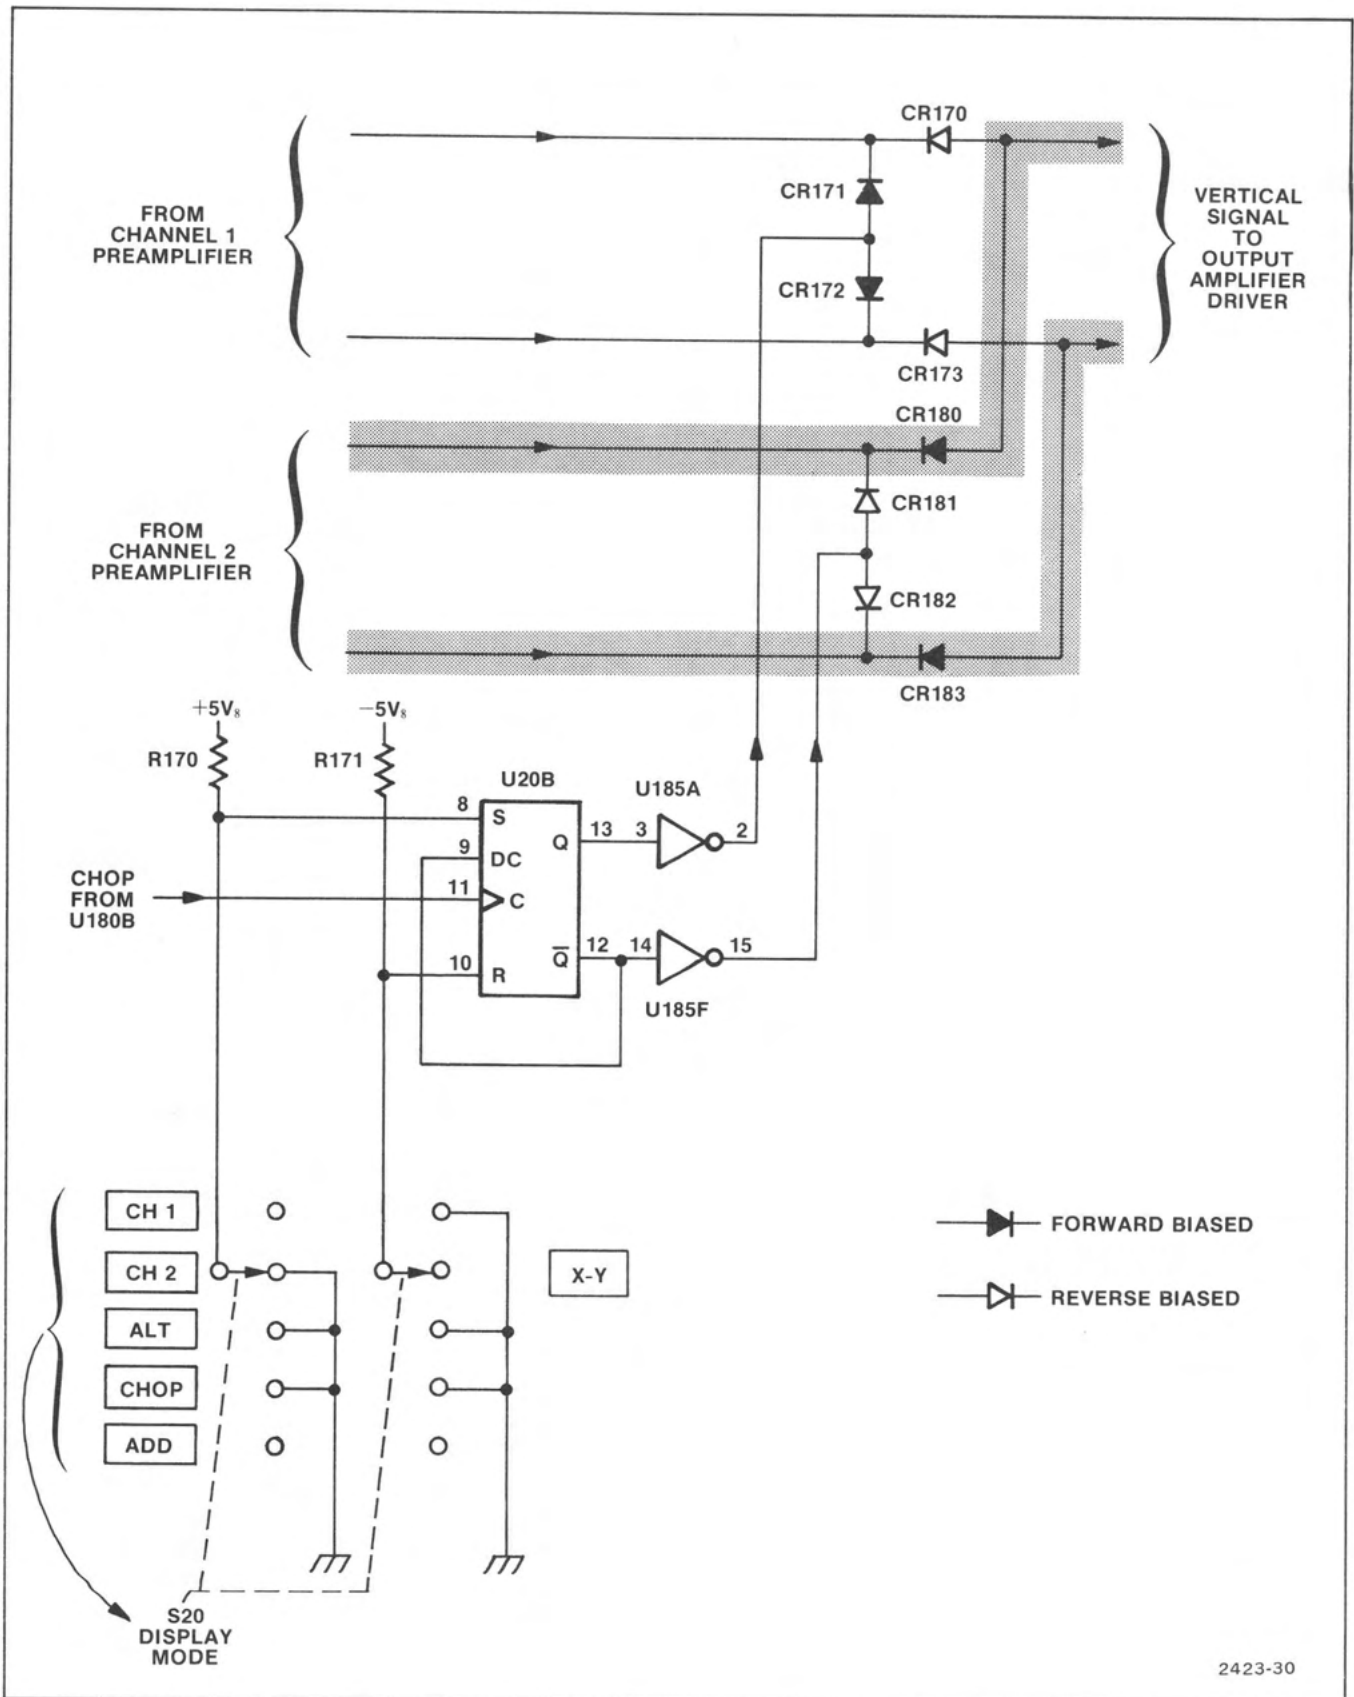 CR170
CR171
FROM
CHANNEL 1
PREAMPLIFIER
VERTICAL
SIGNAL
TO
OUTPUT
AMPLIFIER
DRIVER
CR172
CR173
CR180
CR181
FROM
CHANNEL 2
PREAMPLIFIER
CR182
CR183
+5V₈
−5V₈
R170
R171
U20B
U185A
8 S
Q 13 3 2
9 DC
CHOP
FROM
U180B
11 C
Q̅ 12 14 15
10 R
U185F
CH 1
CH 2
X-Y
ALT
CHOP
ADD
FORWARD BIASED
REVERSE BIASED
S20
DISPLAY
MODE
2423-30